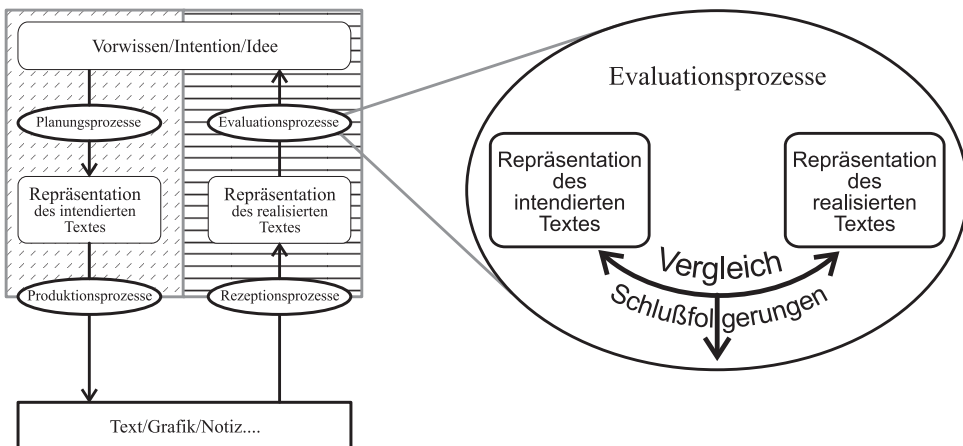 Vorwissen/Intention/Idee
Planungsprozesse
Evaluationsprozesse
Repräsentation
des intendierten
Textes
Repräsentation
des realisierten
Textes
Produktionsprozesse
Rezeptionsprozesse
Text/Grafik/Notiz....
Evaluationsprozesse
Repräsentation
des
intendierten
Textes
Repräsentation
des
realisierten
Textes
Vergleich
Schlußfolgerungen